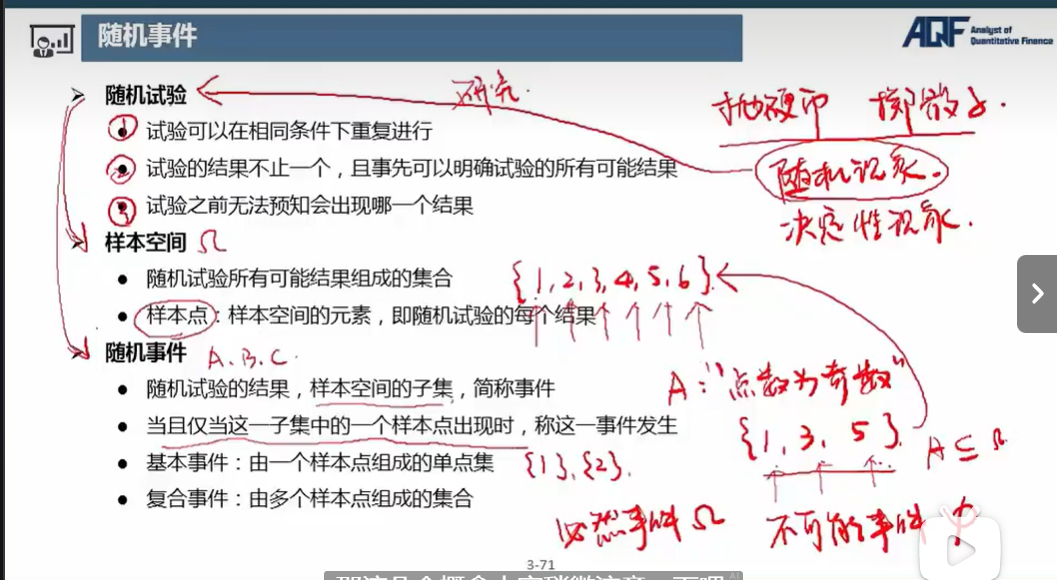 随机事件
AQF Analyst of
Quantitative Finance
随机试验
研究
抛硬币 掷骰子.
试验可以在相同条件下重复进行
试验的结果不止一个，且事先可以明确试验的所有可能结果
随机现象.
试验之前无法预知会出现哪一个结果
决定性现象.
样本空间 Ω
随机试验所有可能结果组成的集合
{1,2,3,4,5,6}.
样本点：样本空间的元素，即随机试验的每个结果
随机事件 A.B.C.
A："点数为奇数"
随机试验的结果，样本空间的子集，简称事件
当且仅当这一子集中的一个样本点出现时，称这一事件发生
{1,3,5}.
A⊆Ω
基本事件：由一个样本点组成的单点集 {1},{2}.
复合事件：由多个样本点组成的集合
必然事件Ω 不可能事件
3-71